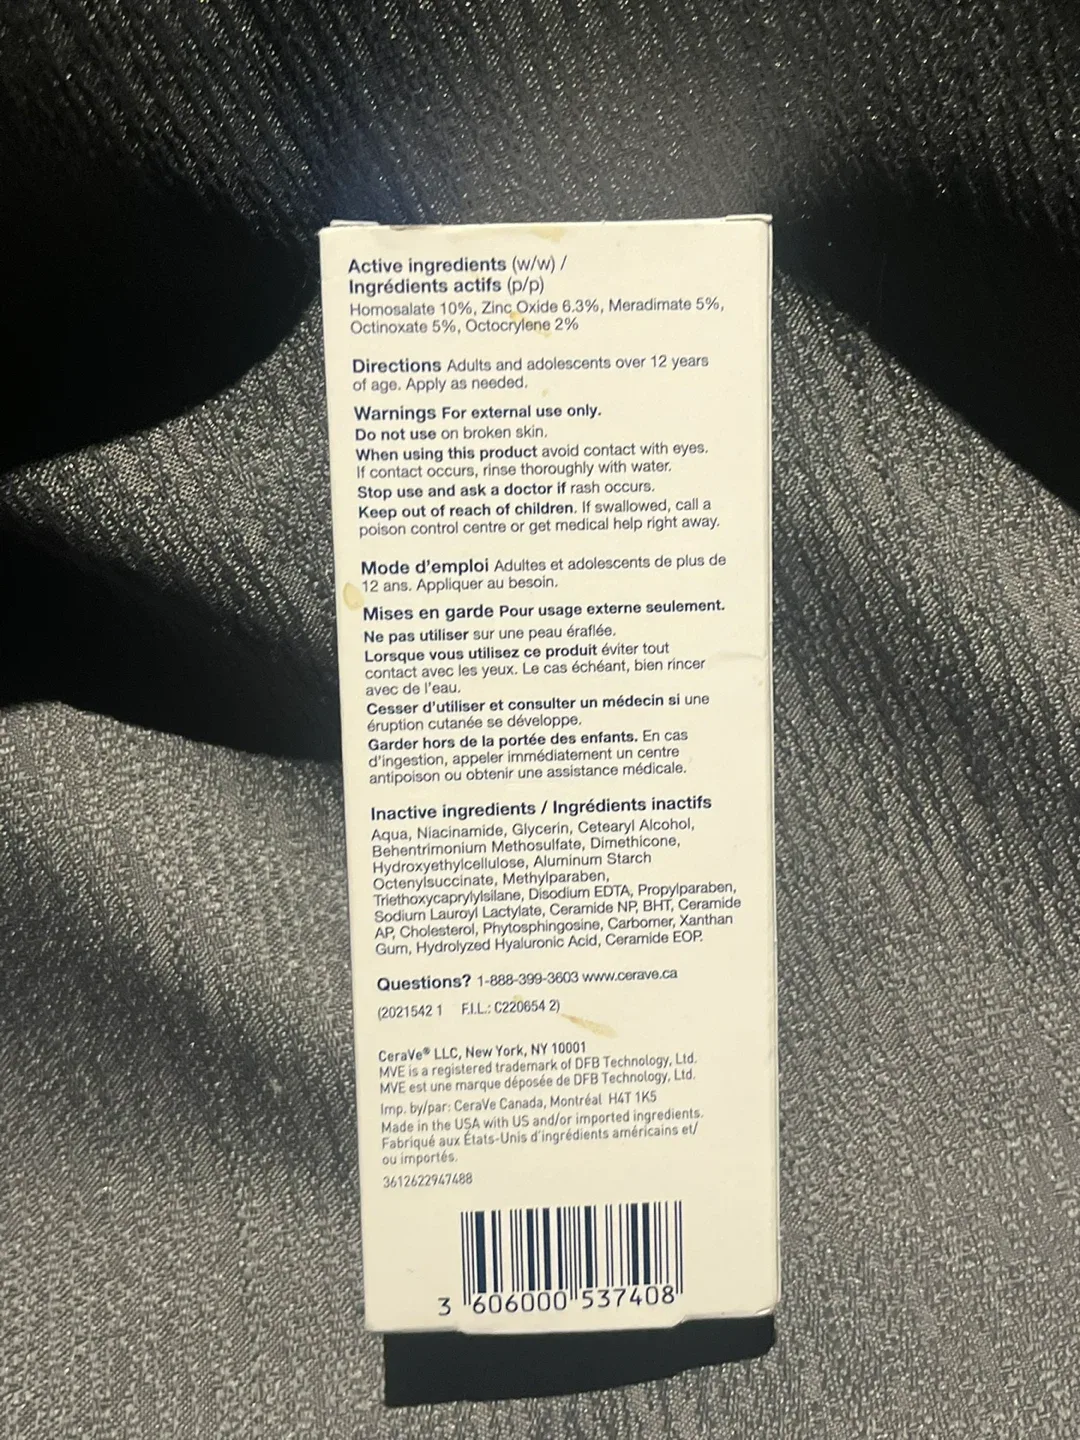 Active ingredients (w/w) /
Ingrédients actifs (p/p)
Homosalate 10%, Zinc Oxide 6.3%, Meradimate 5%,
Octinoxate 5%, Octocrylene 2%
Directions Adults and adolescents over 12 years
of age. Apply as needed.
Warnings For external use only.
Do not use on broken skin.
When using this product avoid contact with eyes.
If contact occurs, rinse thoroughly with water.
Stop use and ask a doctor if rash occurs.
Keep out of reach of children. If swallowed, call a
poison control centre or get medical help right away.
Mode d'emploi Adultes et adolescents de plus de
12 ans. Appliquer au besoin.
Mises en garde Pour usage externe seulement.
Ne pas utiliser sur une peau éraflée.
Lorsque vous utilisez ce produit éviter tout
contact avec les yeux. Le cas échéant, bien rincer
avec de l'eau.
Cesser d'utiliser et consulter un médecin si une
éruption cutanée se développe.
Garder hors de la portée des enfants. En cas
d'ingestion, appeler immédiatement un centre
antipoison ou obtenir une assistance médicale.
Inactive ingredients / Ingrédients inactifs
Aqua, Niacinamide, Glycerin, Cetearyl Alcohol,
Behentrimonium Methosulfate, Dimethicone,
Hydroxyethylcellulose, Aluminum Starch
Octenylsuccinate, Methylparaben,
Triethoxycaprylylsilane, Disodium EDTA, Propylparaben,
Sodium Lauroyl Lactylate, Ceramide NP, BHT, Ceramide
AP, Cholesterol, Phytosphingosine, Carbomer, Xanthan
Gum, Hydrolyzed Hyaluronic Acid, Ceramide EOP.
Questions? 1-888-399-3603 www.cerave.ca
(2021542 1 F.I.L.: C220654 2)
CeraVe® LLC, New York, NY 10001
MVE is a registered trademark of DFB Technology, Ltd.
MVE est une marque déposée de DFB Technology, Ltd.
Imp. by/par: CeraVe Canada, Montréal H4T 1K5
Made in the USA with US and/or imported ingredients.
Fabriqué aux États-Unis d'ingrédients américains et/
ou importés.
3612622947488
3 606000 537408